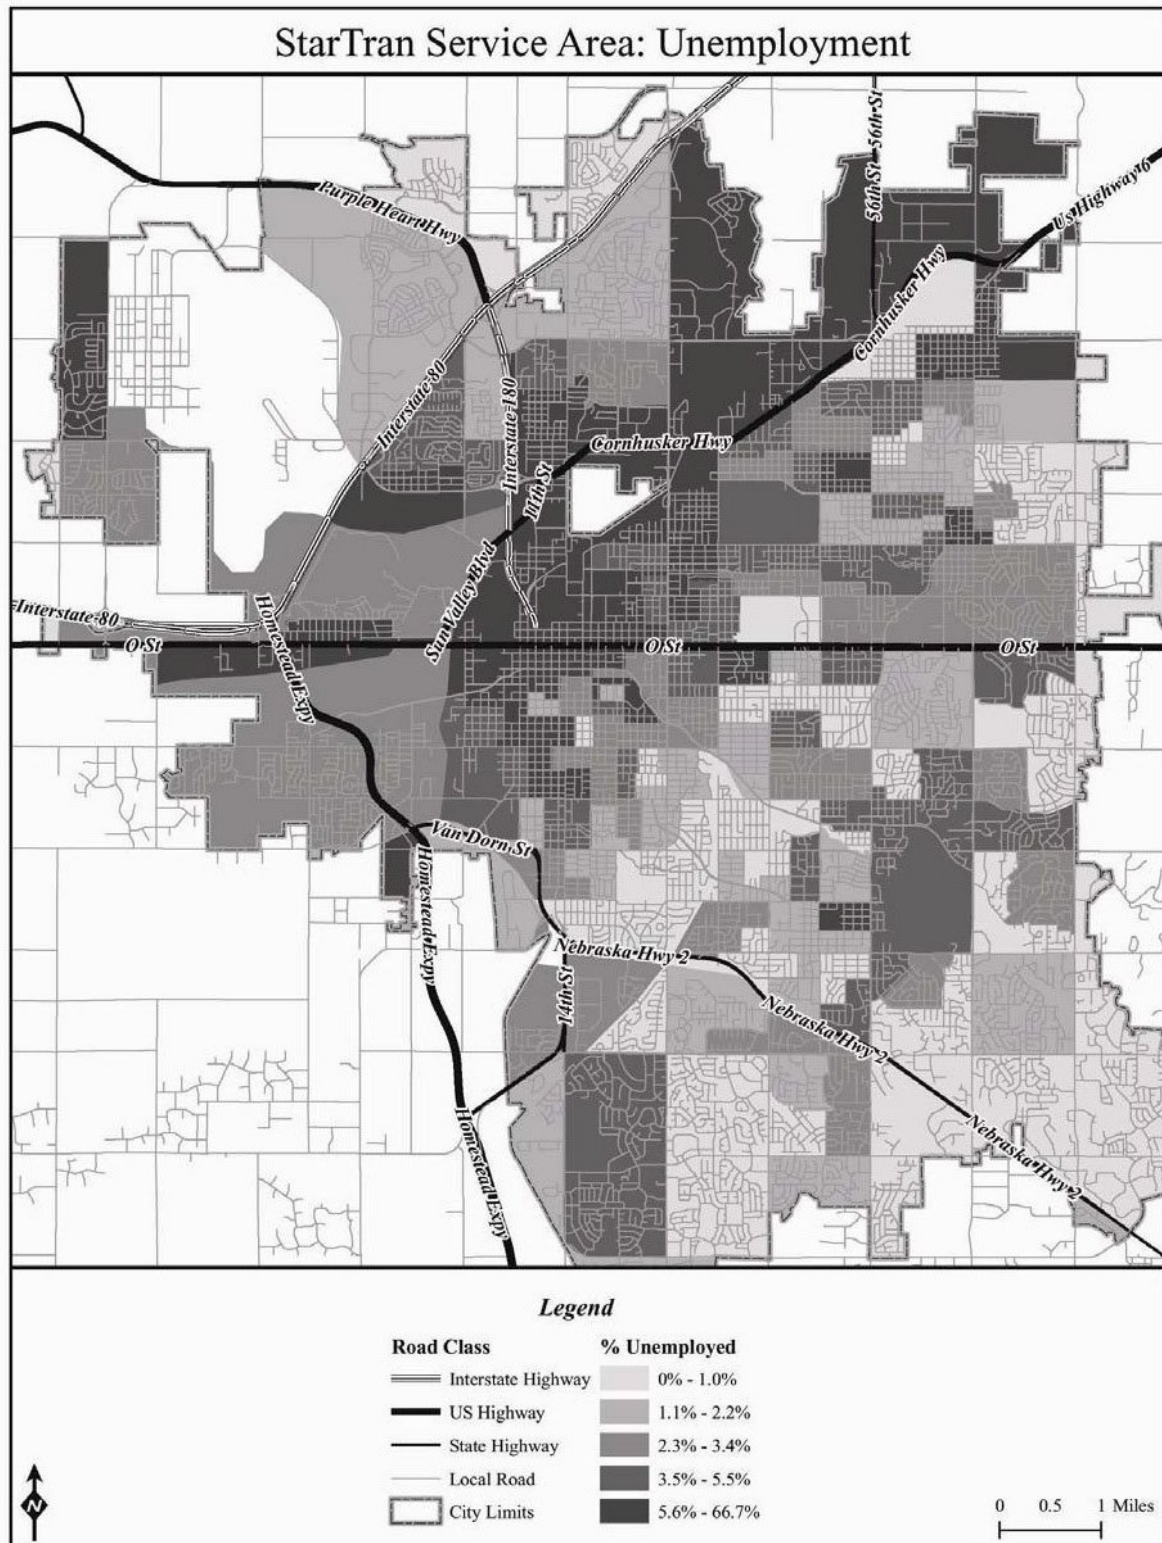 StarTran Service Area: Unemployment
56th St
56th St
Us Highway 6
Purple Heart Hwy
Cornhusker Hwy
Interstate 80
Interstate 180
Cornhusker Hwy
11th St
Sun Valley Blvd
Interstate 80
Homestead Expy
O St
O St
O St
Van Dorn St
Homestead Expy
Nebraska Hwy 2
14th St
Nebraska Hwy 2
Homestead Expy
Nebraska Hwy 2
Legend
Road Class
Interstate Highway
US Highway
State Highway
Local Road
City Limits
% Unemployed
0% - 1.0%
1.1% - 2.2%
2.3% - 3.4%
3.5% - 5.5%
5.6% - 66.7%
N
0 0.5 1 Miles